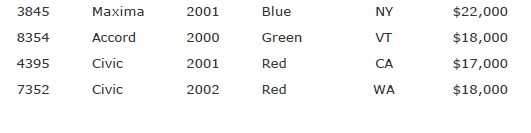 3845 Maxima 2001 Blue NY $22,000
8354 Accord 2000 Green VT $18,000
4395 Civic 2001 Red CA $17,000
7352 Civic 2002 Red WA $18,000